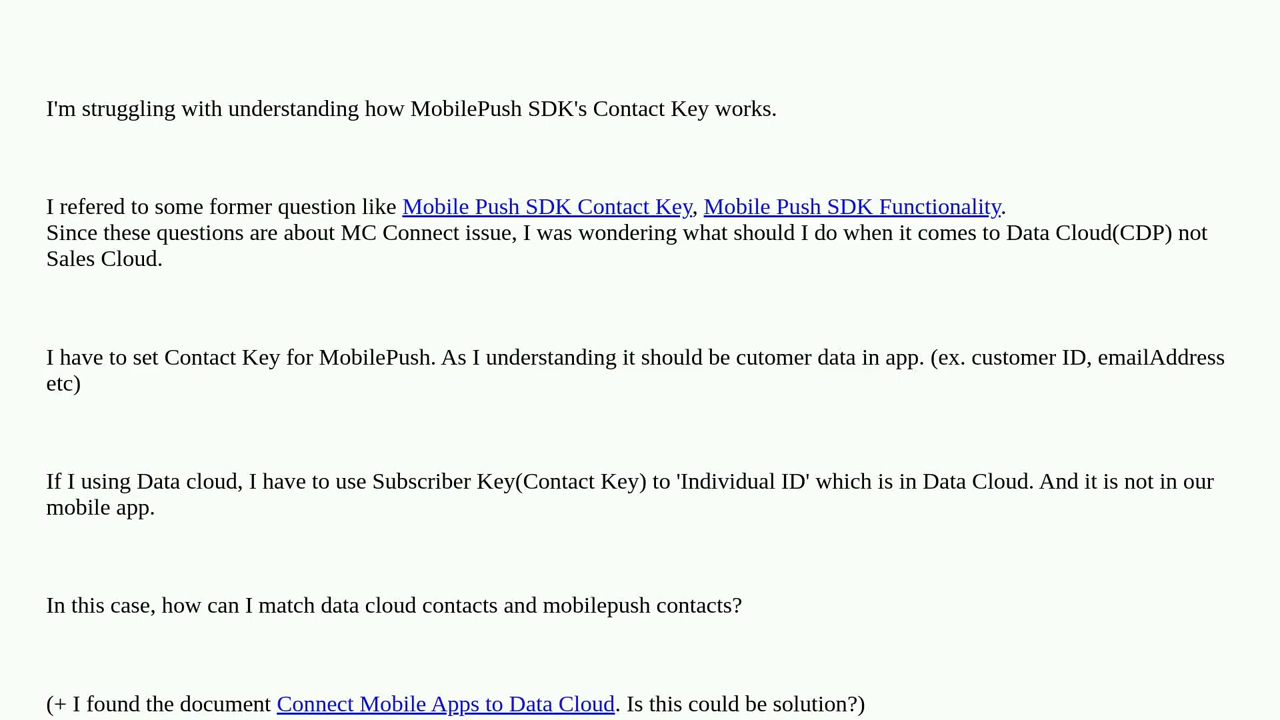 I'm struggling with understanding how MobilePush SDK's Contact Key works.
I refered to some former question like Mobile Push SDK Contact Key, Mobile Push SDK Functionality.
Since these questions are about MC Connect issue, I was wondering what should I do when it comes to Data Cloud(CDP) not
Sales Cloud.
I have to set Contact Key for MobilePush. As I understanding it should be cutomer data in app. (ex. customer ID, emailAddress
etc)
If I using Data cloud, I have to use Subscriber Key(Contact Key) to 'Individual ID' which is in Data Cloud. And it is not in our
mobile app.
In this case, how can I match data cloud contacts and mobilepush contacts?
(+ I found the document Connect Mobile Apps to Data Cloud. Is this could be solution?)